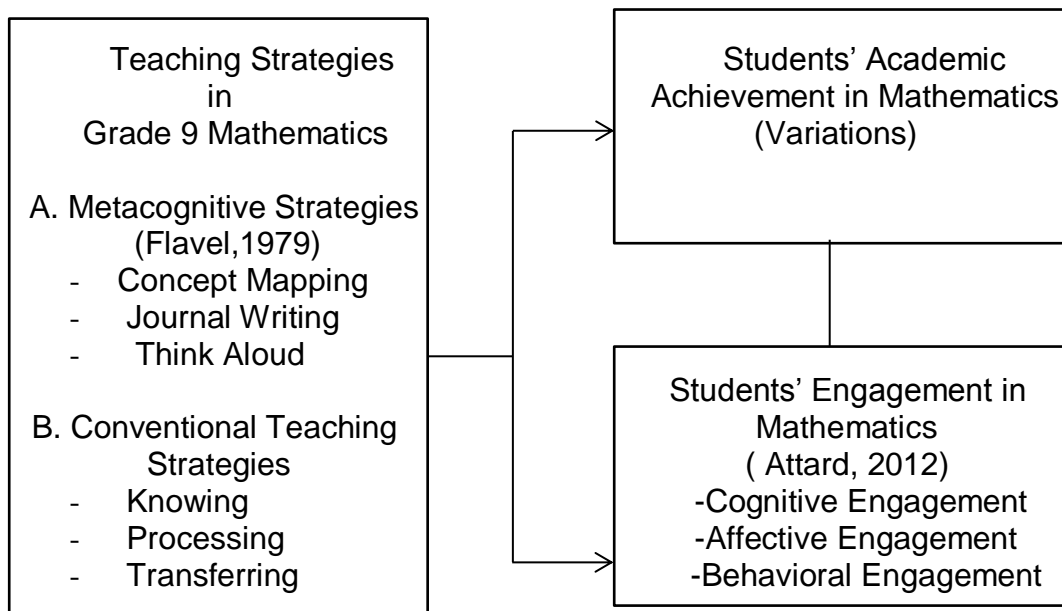 Teaching Strategies
in
Grade 9 Mathematics
A. Metacognitive Strategies
(Flavel,1979)
- Concept Mapping
- Journal Writing
- Think Aloud
B. Conventional Teaching
Strategies
- Knowing
- Processing
- Transferring
Students’ Academic
Achievement in Mathematics
(Variations)
Students’ Engagement in
Mathematics
( Attard, 2012)
-Cognitive Engagement
-Affective Engagement
-Behavioral Engagement